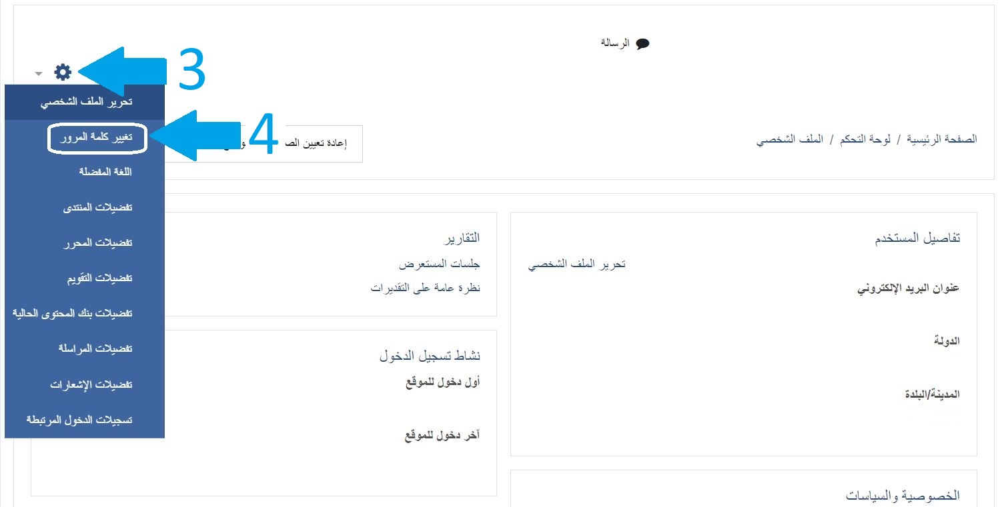 الرسالة
3
تحرير الملف الشخصي
تغيير كلمة المرور
4
اللغة المفضلة
تفضيلات المنتدى
تفضيلات المحرر
تفضيلات التقويم
تفضيلات بنك المحتوى الحالية
تفضيلات المراسلة
تفضيلات الإشعارات
تسجيلات الدخول المرتبطة
الصفحة الرئيسية / لوحة التحكم / الملف الشخصي
إعادة تعيين
تفاصيل المستخدم
تحرير الملف الشخصي
عنوان البريد الإلكتروني
الدولة
المدينة/البلدة
الخصوصية والسياسات
التقارير
جلسات المستعرض
نظرة عامة على التقديرات
نشاط تسجيل الدخول
أول دخول للموقع
آخر دخول للموقع